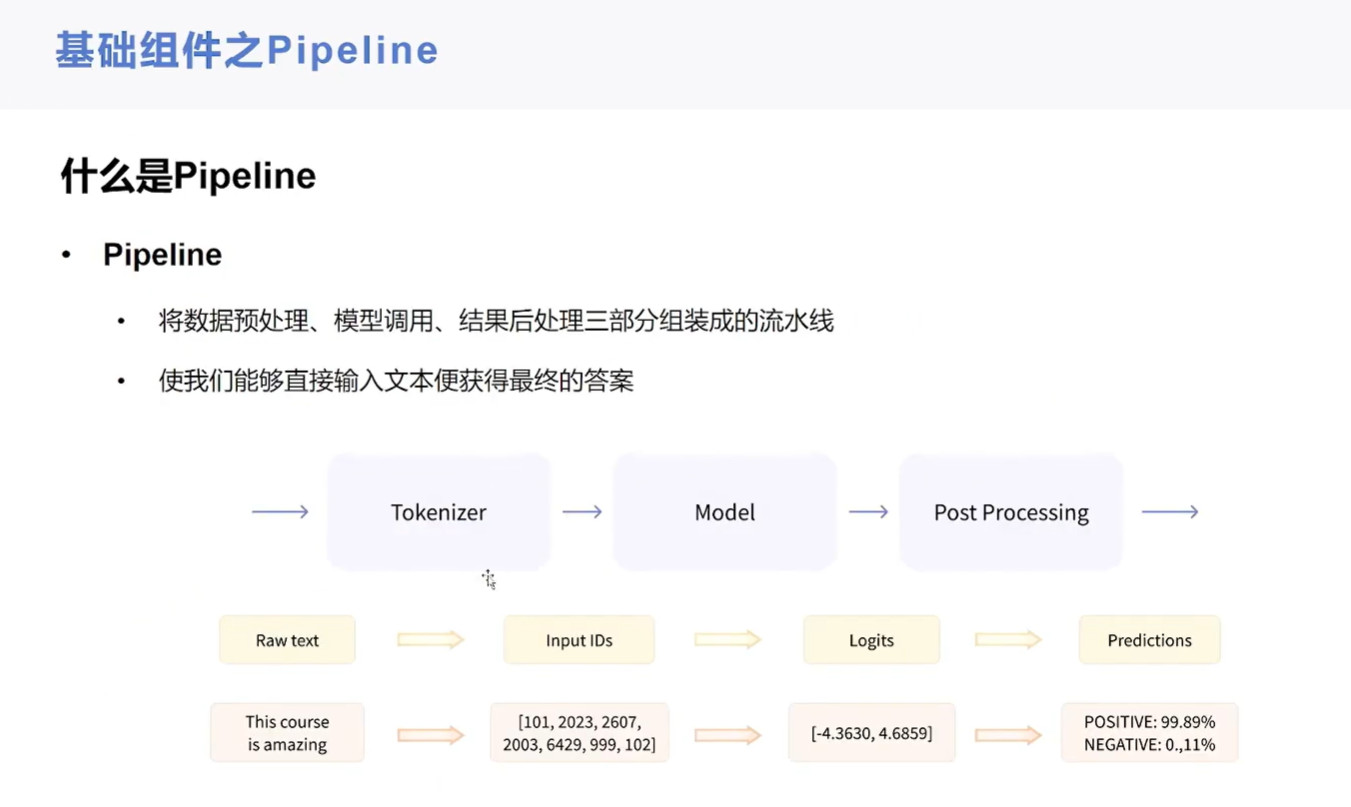 基础组件之Pipeline
什么是Pipeline
• Pipeline
• 将数据预处理、模型调用、结果后处理三部分组装成的流水线
• 使我们能够直接输入文本便获得最终的答案
Tokenizer
Model
Post Processing
Raw text
Input IDs
Logits
Predictions
This course
is amazing
[101, 2023, 2607,
2003, 6429, 999, 102]
[-4.3630, 4.6859]
POSITIVE: 99.89%
NEGATIVE: 0.,11%